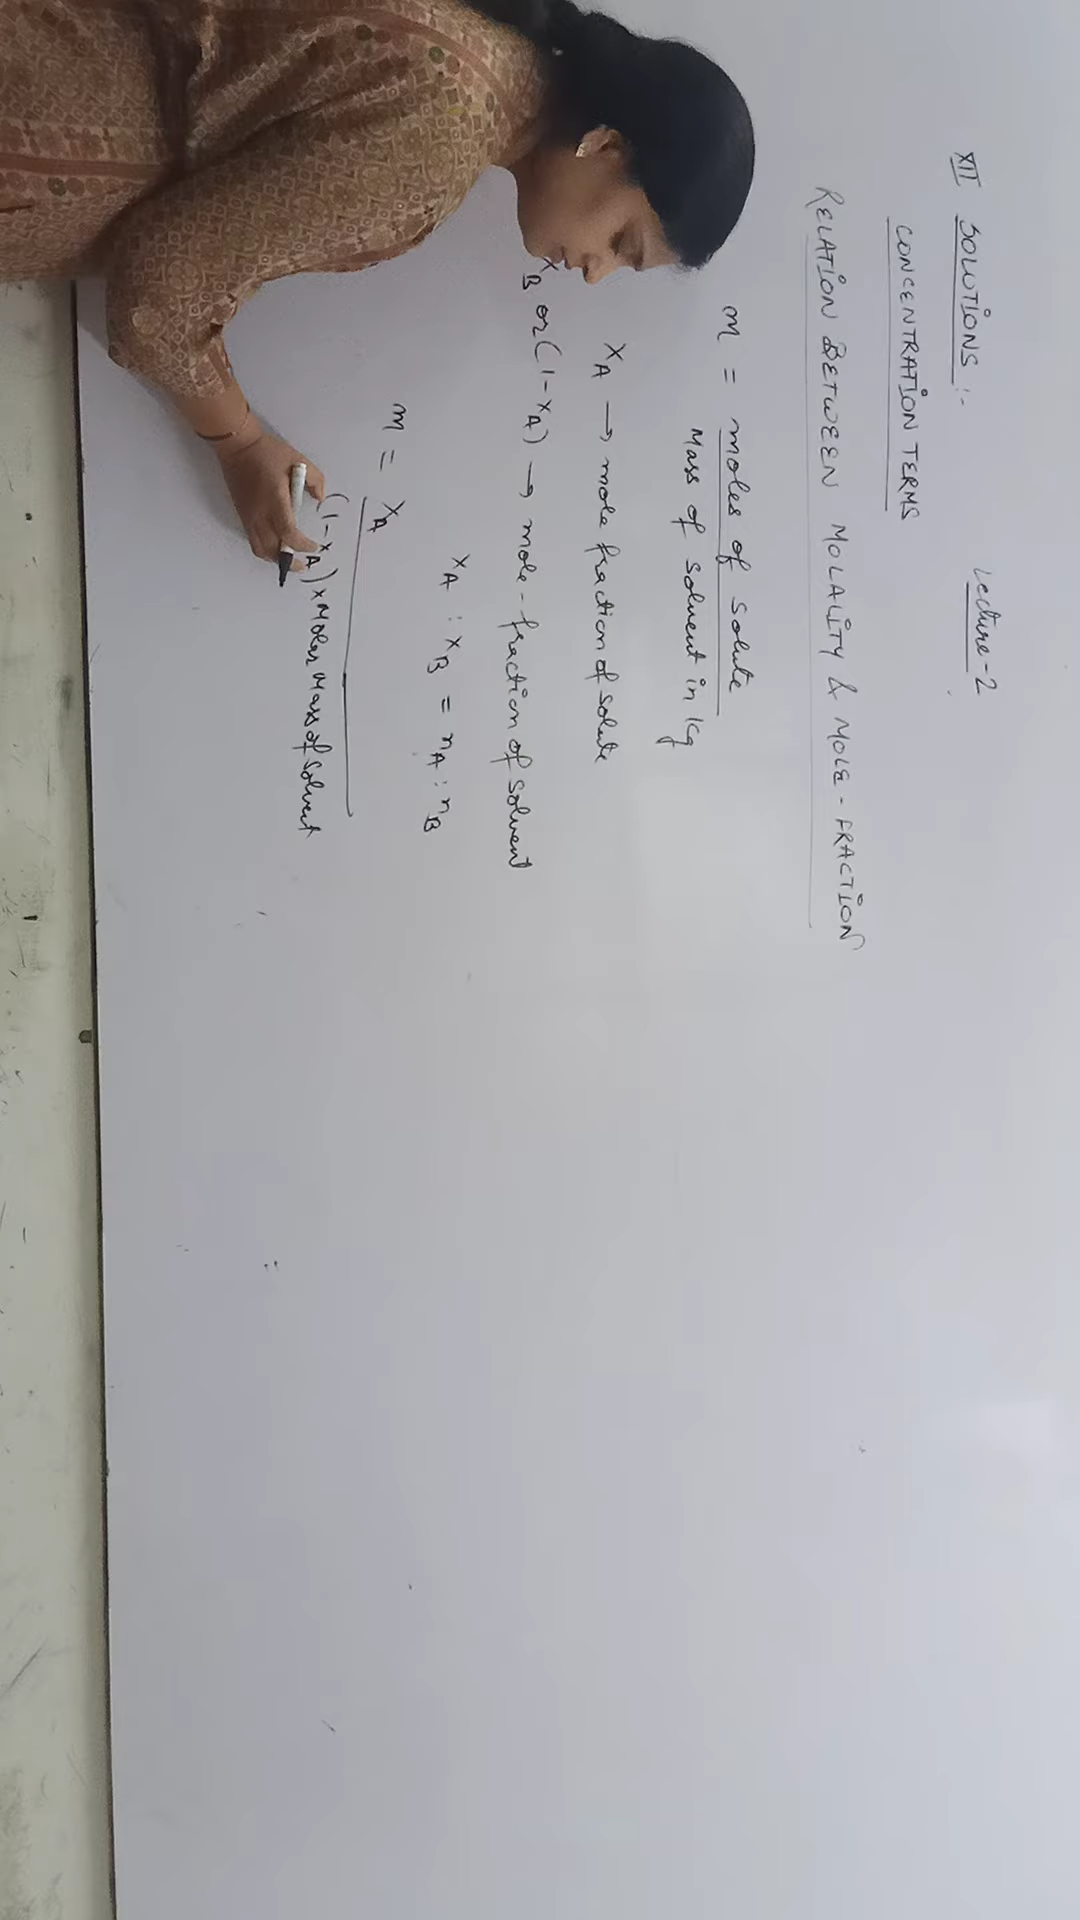 XII SOLUTIONS :- Lecture-2
CONCENTRATION TERMS
RELATION BETWEEN MOLALITY & MOLE-FRACTION
m = moles of solute
Mass of solvent in kg
XA → mole fraction of solute
XB or (1-XA) → mole-fraction of solvent
XA : XB = nA : nB
m = XA
(1-XA) x Molar Mass of solvent